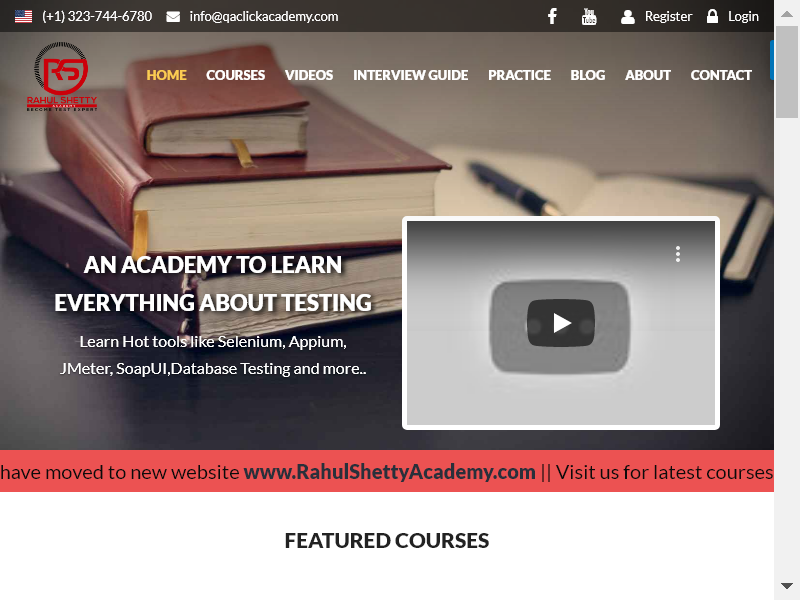 (+1) 323-744-6780 info@qaclickacademy.com Register Login
RS
RAHUL SHETTY
ACADEMY
HOME COURSES VIDEOS INTERVIEW GUIDE PRACTICE BLOG ABOUT CONTACT
AN ACADEMY TO LEARN
EVERYTHING ABOUT TESTING
Learn Hot tools like Selenium, Appium,
JMeter, SoapUI,Database Testing and more..
have moved to new website www.RahulShettyAcademy.com || Visit us for latest courses
FEATURED COURSES